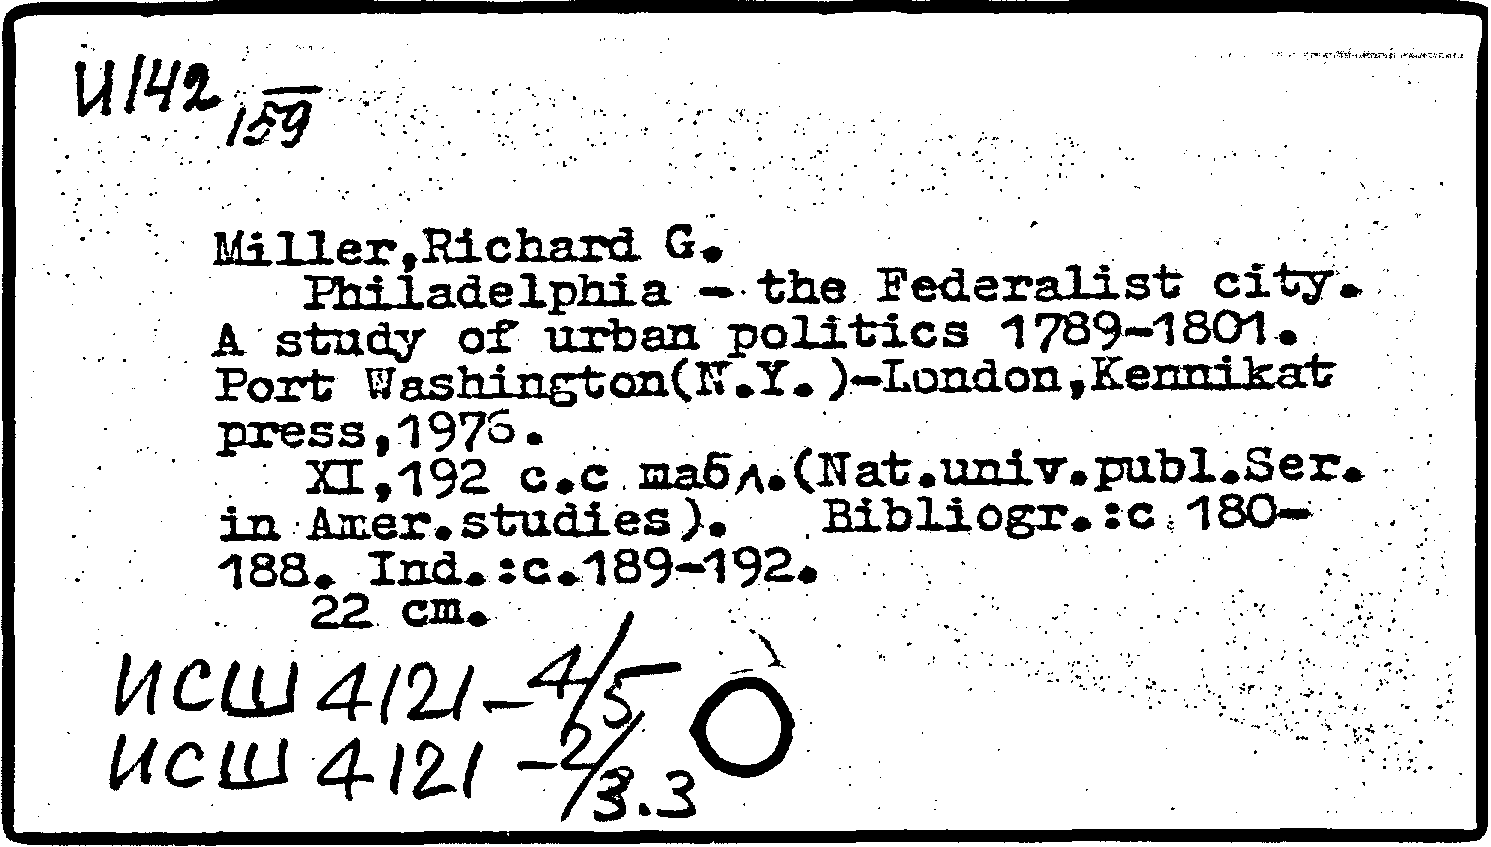 И142
159
Miller,Richard G.
Philadelphia - the Federalist city.
A study of urban politics 1789-1801.
Port Washington(N.Y.)-London,Kennikat
press,1976.
XI,192 c.c табл.(Nat.univ.publ.Ser.
in Amer.studies). Bibliogr.:c 180-
188. Ind.:c.189-192.
22 cm.
ИСШ 4121-4/5
ИСШ 4121-2/3.3